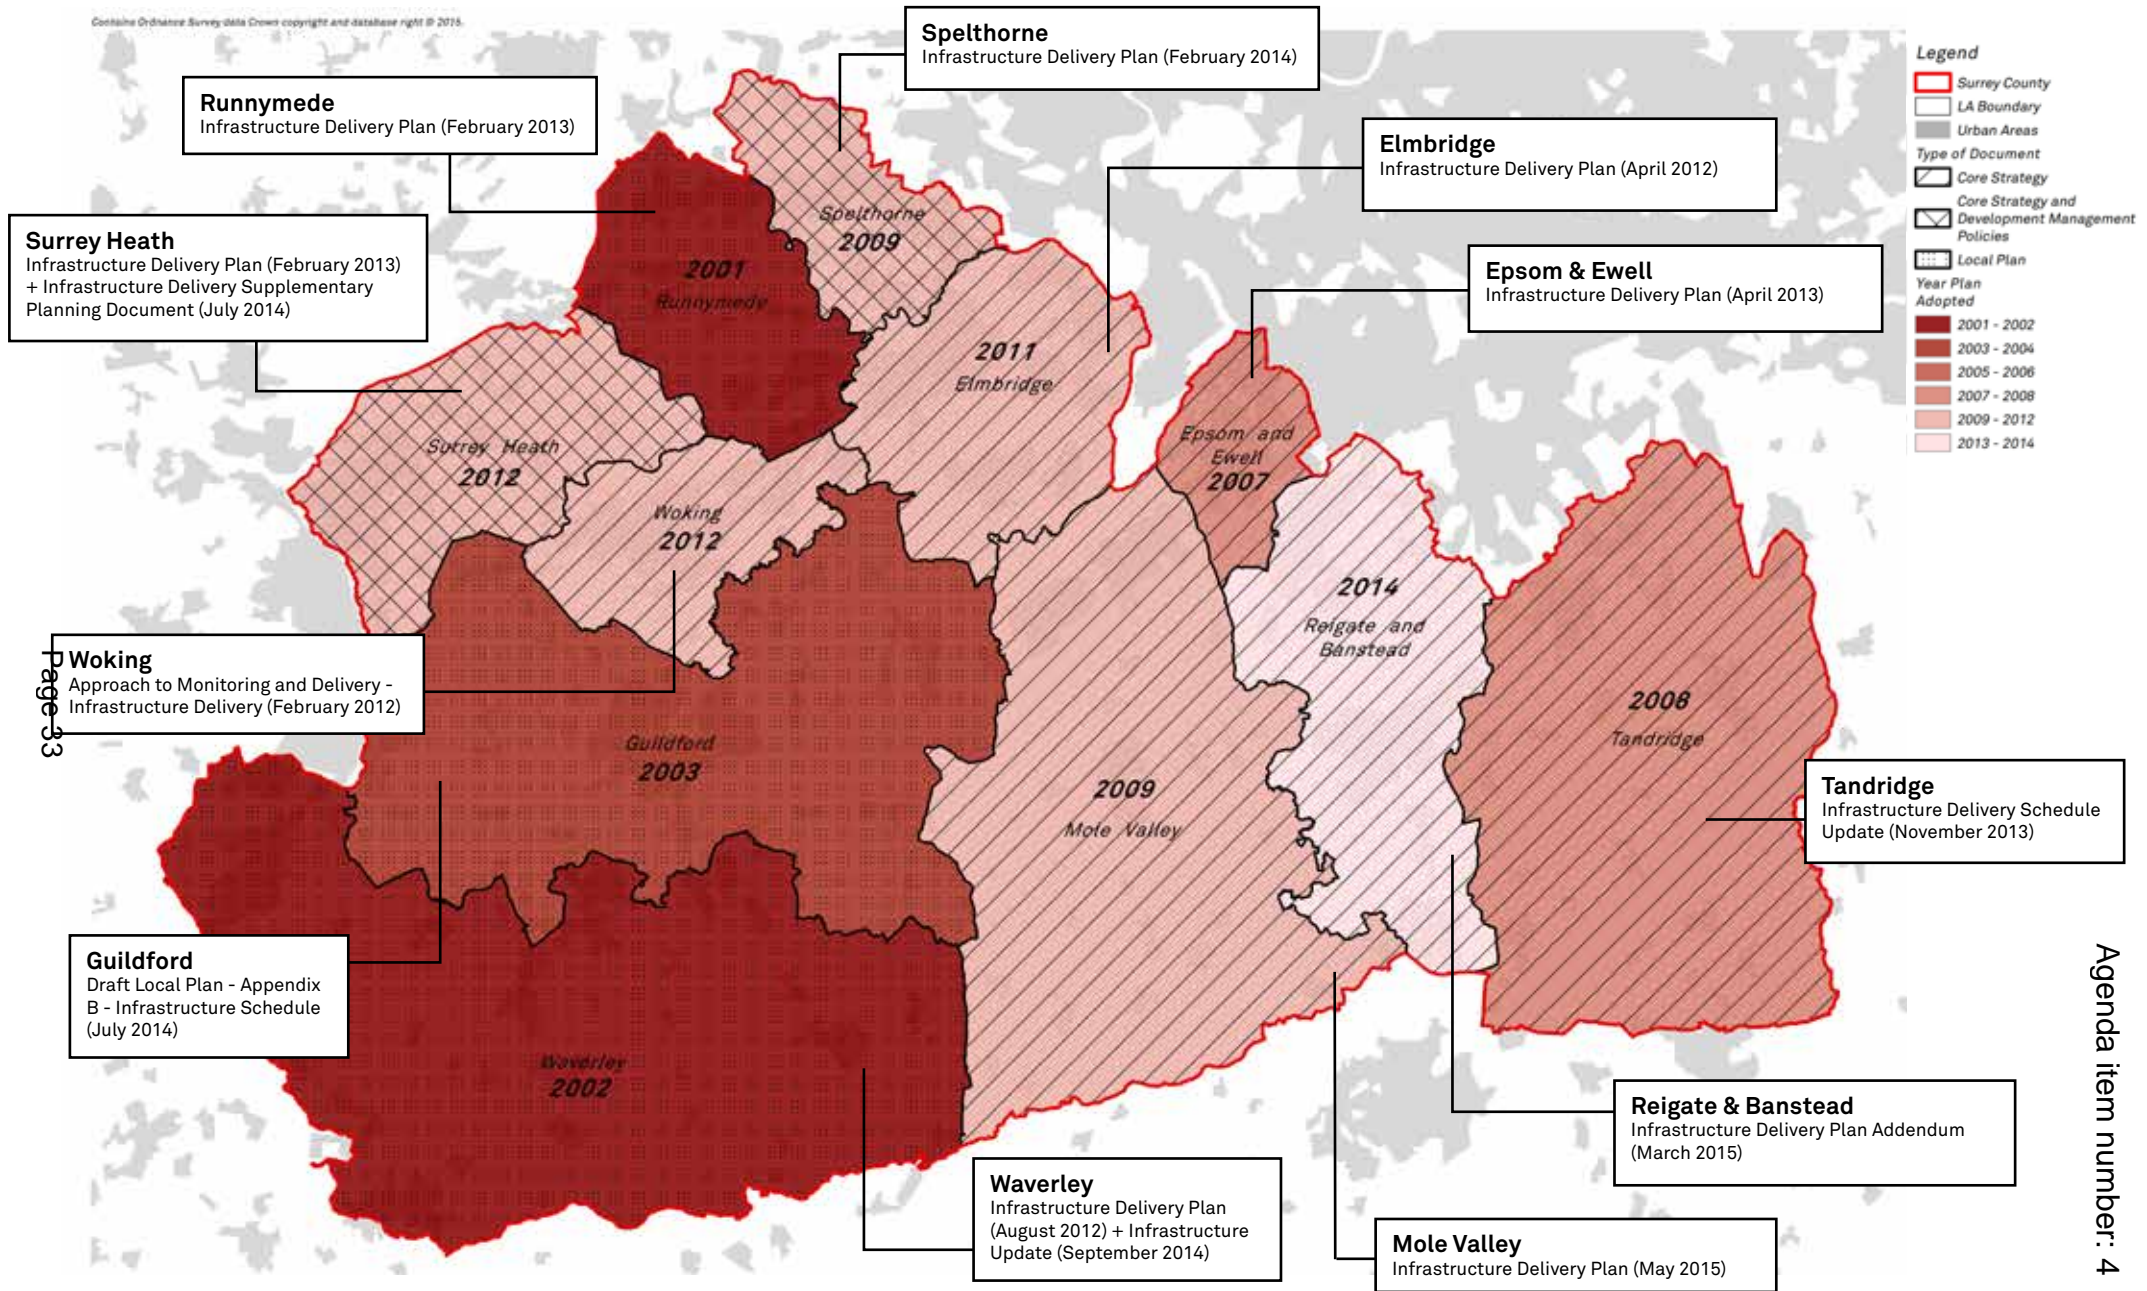 Contains Ordnance Survey data Crown copyright and database right © 2015.
Spelthorne
Infrastructure Delivery Plan (February 2014)
Runnymede
Infrastructure Delivery Plan (February 2013)
Elmbridge
Infrastructure Delivery Plan (April 2012)
Surrey Heath
Infrastructure Delivery Plan (February 2013)
+ Infrastructure Delivery Supplementary
Planning Document (July 2014)
Epsom & Ewell
Infrastructure Delivery Plan (April 2013)
Legend
Surrey County
LA Boundary
Urban Areas
Type of Document
Core Strategy
Core Strategy and
Development Management
Policies
Local Plan
Year Plan
Adopted
2001 - 2002
2003 - 2004
2005 - 2006
2007 - 2008
2009 - 2012
2013 - 2014
Spelthorne
2009
2001
Runnymede
2011
Elmbridge
Epsom and
Ewell
2007
Surrey Heath
2012
Woking
2012
2014
Reigate and
Banstead
2008
Tandridge
Guildford
2003
2009
Mole Valley
Waverley
2002
Woking
Approach to Monitoring and Delivery -
Infrastructure Delivery (February 2012)
Page 33
Tandridge
Infrastructure Delivery Schedule
Update (November 2013)
Guildford
Draft Local Plan - Appendix
B - Infrastructure Schedule
(July 2014)
Reigate & Banstead
Infrastructure Delivery Plan Addendum
(March 2015)
Waverley
Infrastructure Delivery Plan
(August 2012) + Infrastructure
Update (September 2014)
Mole Valley
Infrastructure Delivery Plan (May 2015)
Agenda item number: 4